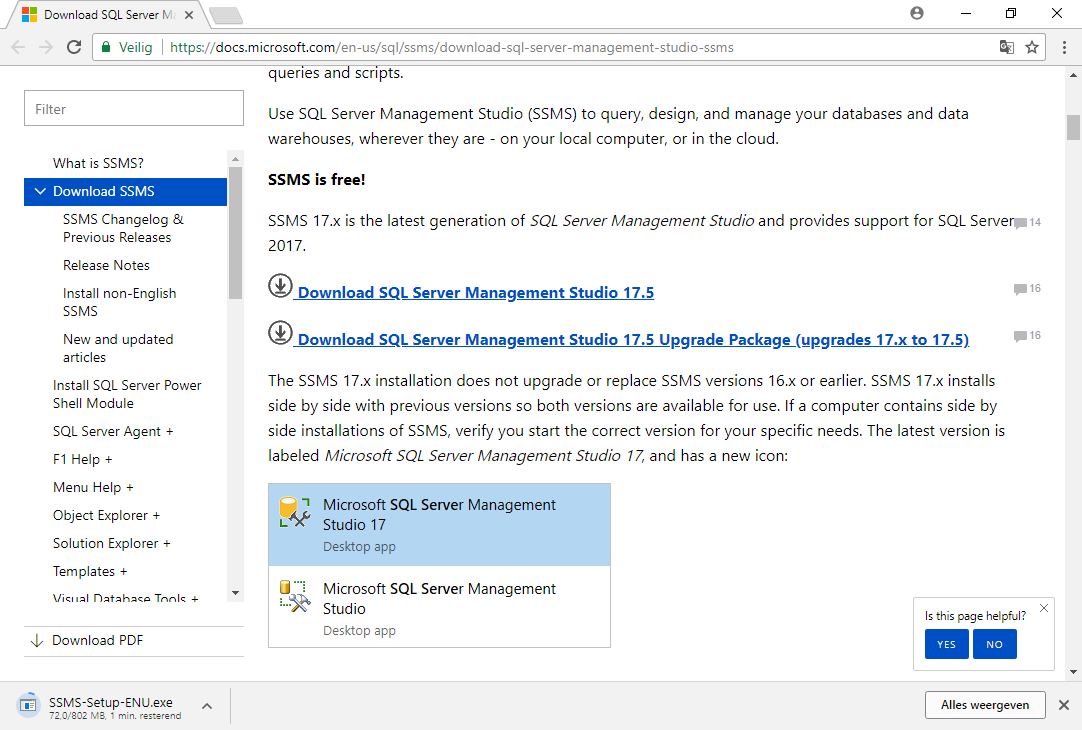 Download SQL Server M
Veilig
https://docs.microsoft.com/en-us/sql/ssms/download-sql-server-management-studio-ssms
Filter
What is SSMS?
Download SSMS
SSMS Changelog &
Previous Releases
Release Notes
Install non-English
SSMS
New and updated
articles
Install SQL Server Power
Shell Module
SQL Server Agent +
F1 Help +
Menu Help +
Object Explorer +
Solution Explorer +
Templates +
Visual Database Tools +
Download PDF
queries and scripts.
Use SQL Server Management Studio (SSMS) to query, design, and manage your databases and data
warehouses, wherever they are - on your local computer, or in the cloud.
SSMS is free!
SSMS 17.x is the latest generation of SQL Server Management Studio and provides support for SQL Server
14
2017.
Download SQL Server Management Studio 17.5
16
Download SQL Server Management Studio 17.5 Upgrade Package (upgrades 17.x to 17.5)
16
The SSMS 17.x installation does not upgrade or replace SSMS versions 16.x or earlier. SSMS 17.x installs
side by side with previous versions so both versions are available for use. If a computer contains side by
side installations of SSMS, verify you start the correct version for your specific needs. The latest version is
labeled Microsoft SQL Server Management Studio 17, and has a new icon:
Microsoft SQL Server Management
Studio 17
Desktop app
Microsoft SQL Server Management
Studio
Desktop app
Is this page helpful?
YES
NO
SSMS-Setup-ENU.exe
72,0/802 MB, 1 min. resterend
Alles weergeven